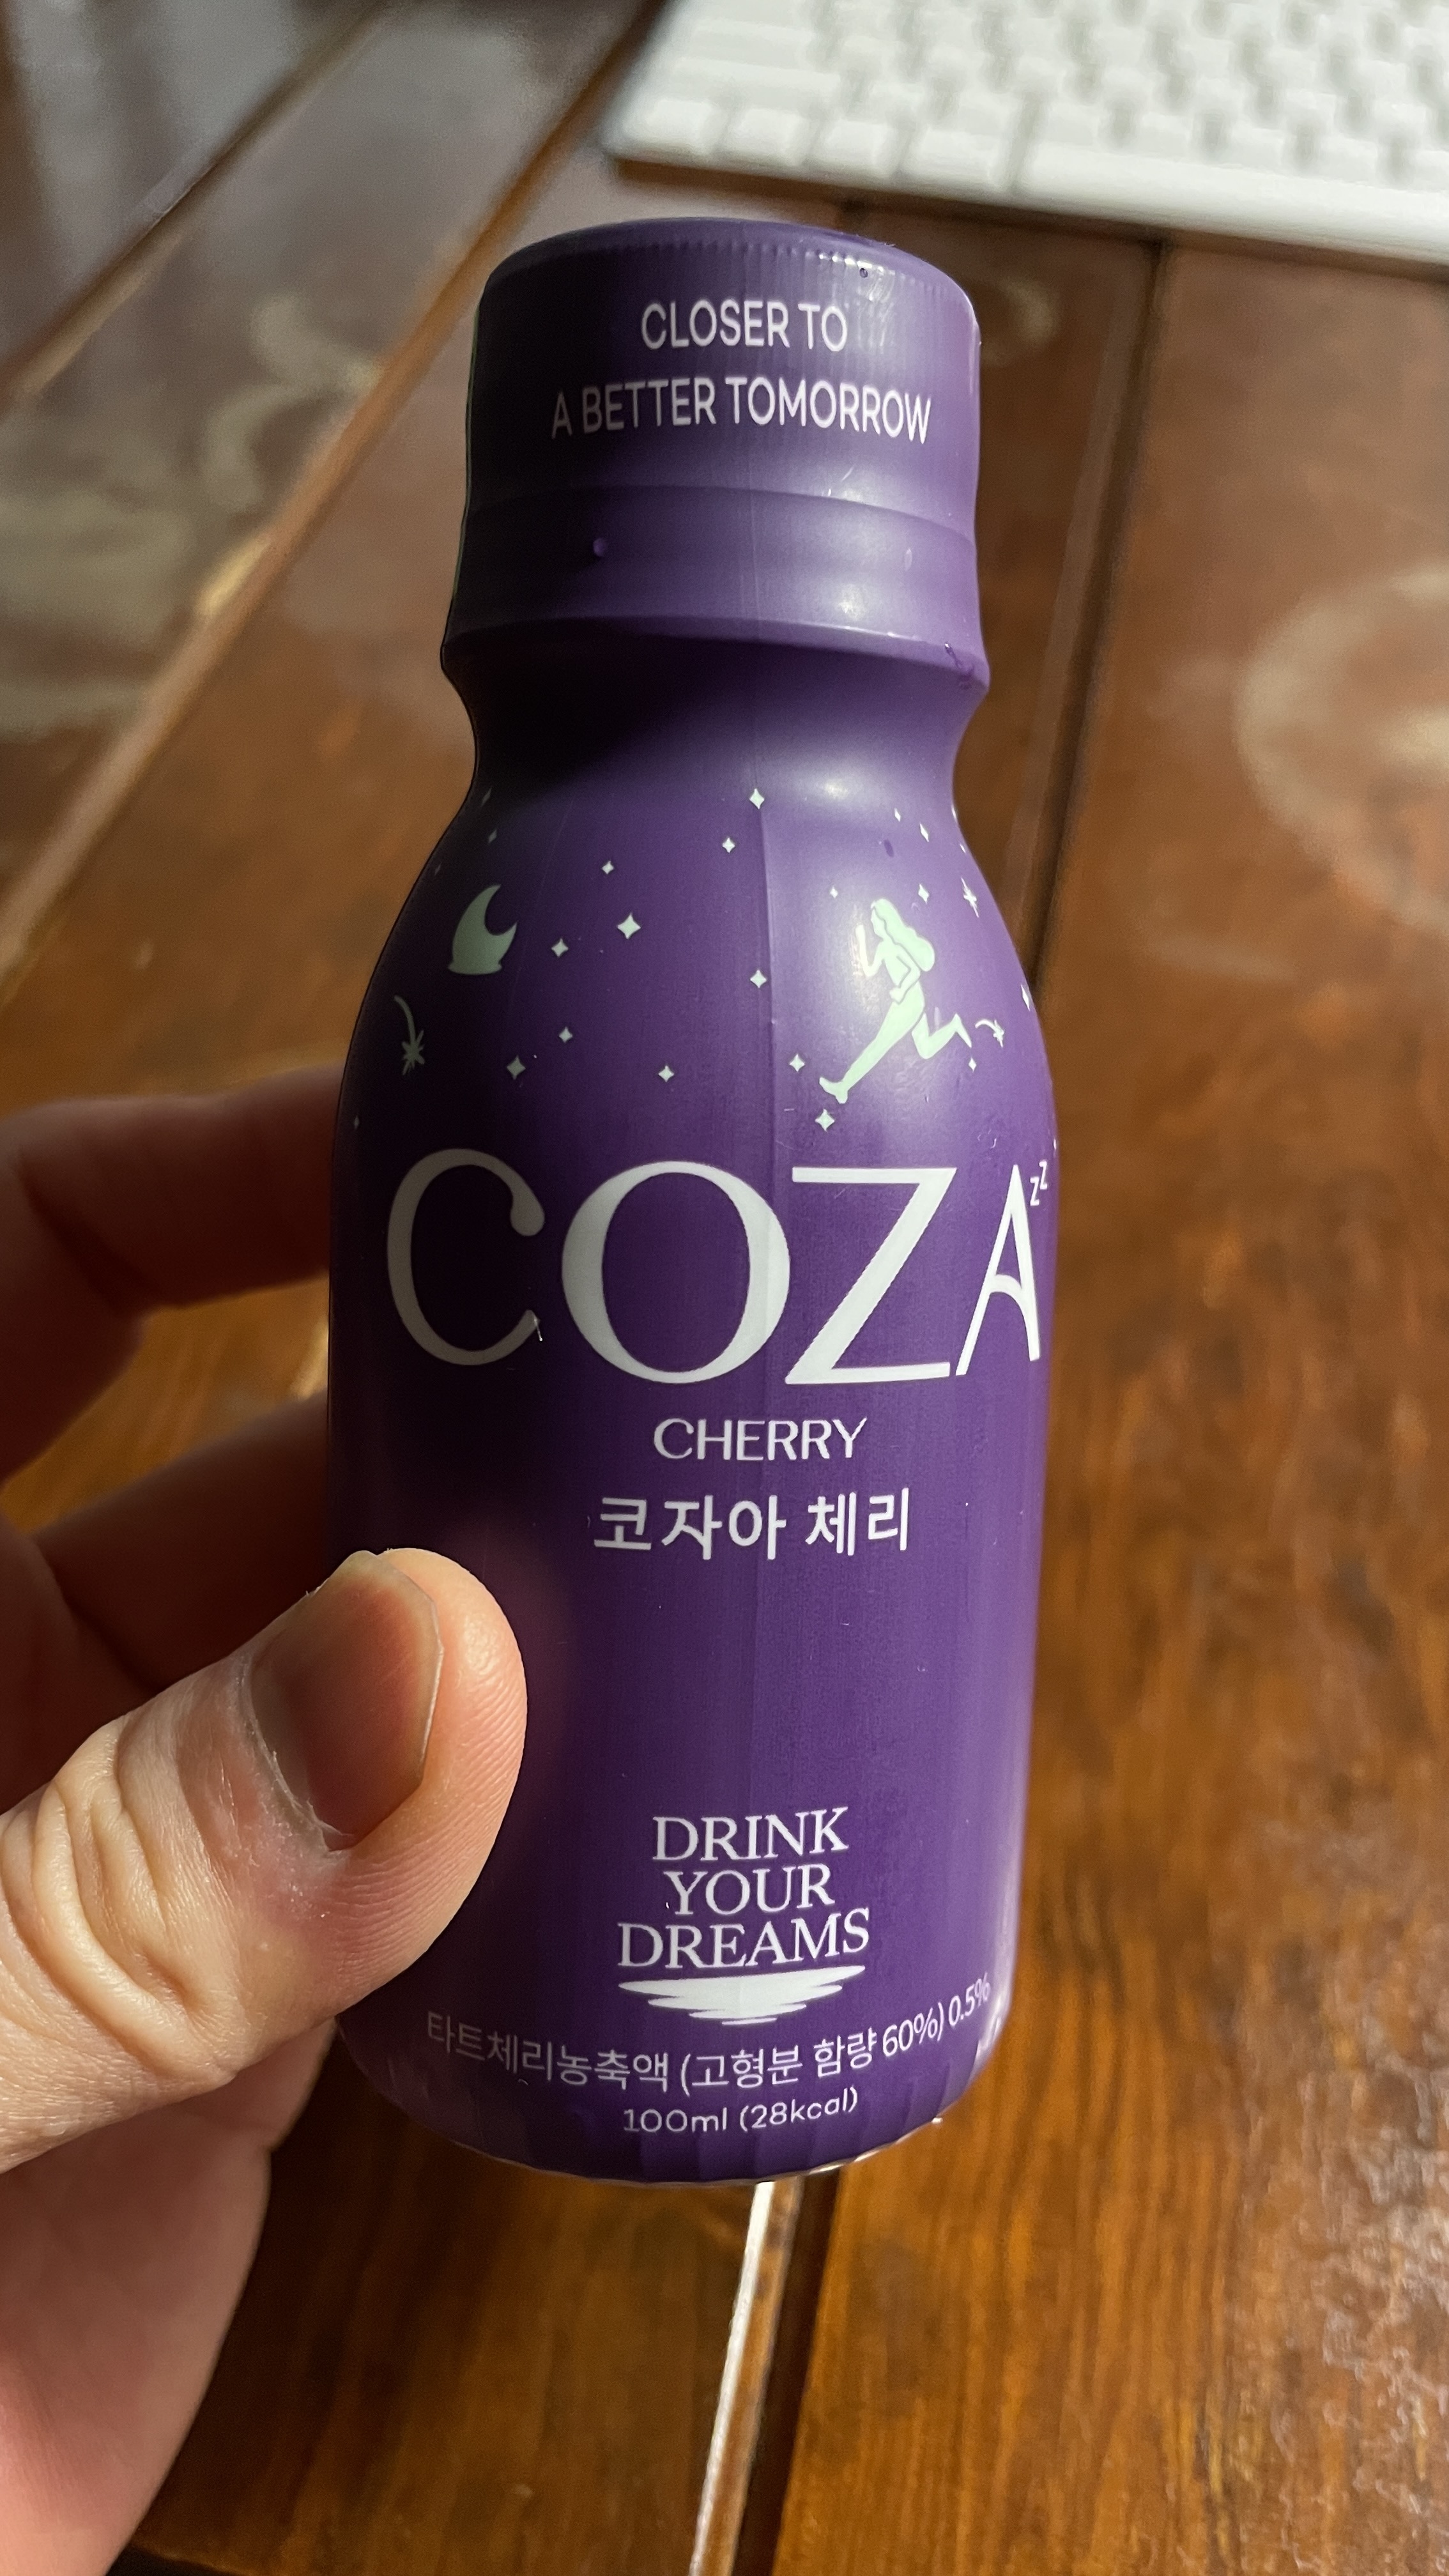 CLOSER TO
A BETTER TOMORROW
COZA zz
CHERRY
코자아 체리
DRINK
YOUR
DREAMS
타트체리농축액 (고형분 함량 60%) 0.5%
100ml (28kcal)